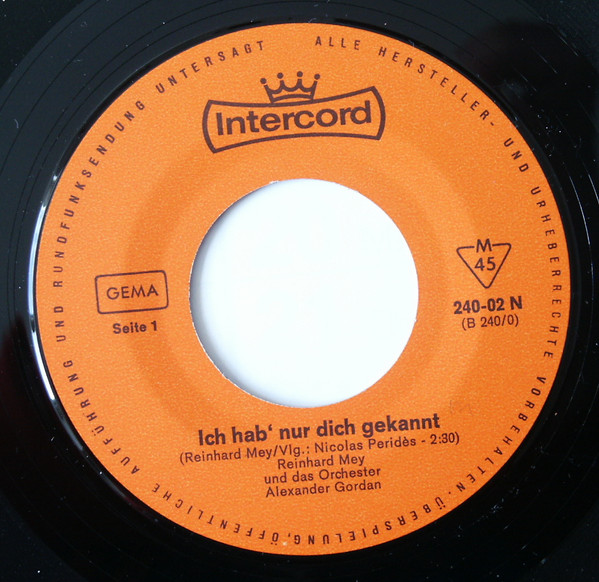 ALLE HERSTELLER- UND URHEBERRECHTE VORBEHALTEN · ÜBERSPIELUNG, ÖFFENTLICHE AUFFÜHRUNG UND RUNDFUNKSENDUNG UNTERSAGT
Intercord
GEMA
Seite 1
M
45
240-02 N
(B 240/0)
Ich hab' nur dich gekannt
(Reinhard Mey/Vlg.: Nicolas Peridès - 2:30)
Reinhard Mey
und das Orchester
Alexander Gordan